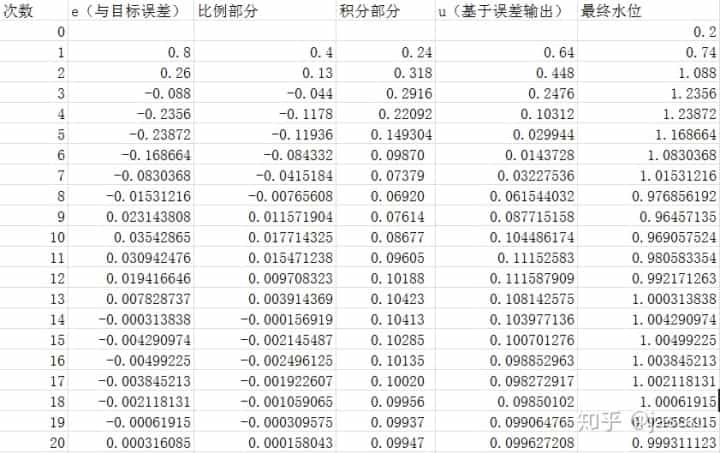 次数 e（与目标误差） 比例部分 积分部分 u（基于误差输出） 最终水位
0 0.2
1 0.8 0.4 0.24 0.64 0.74
2 0.26 0.13 0.318 0.448 1.088
3 -0.088 -0.044 0.2916 0.2476 1.2356
4 -0.2356 -0.1178 0.22092 0.10312 1.23872
5 -0.23872 -0.11936 0.149304 0.029944 1.168664
6 -0.168664 -0.084332 0.09870 0.0143728 1.0830368
7 -0.0830368 -0.0415184 0.07379 0.03227536 1.01531216
8 -0.01531216 -0.00765608 0.06920 0.061544032 0.976856192
9 0.023143808 0.011571904 0.07614 0.087715158 0.96457135
10 0.03542865 0.017714325 0.08677 0.104486174 0.969057524
11 0.030942476 0.015471238 0.09605 0.11152583 0.980583354
12 0.019416646 0.009708323 0.10188 0.111587909 0.992171263
13 0.007828737 0.003914369 0.10423 0.108142575 1.000313838
14 -0.000313838 -0.000156919 0.10413 0.103977136 1.004290974
15 -0.004290974 -0.002145487 0.10285 0.100701276 1.00499225
16 -0.00499225 -0.002496125 0.10135 0.098852963 1.003845213
17 -0.003845213 -0.001922607 0.10020 0.098272917 1.002118131
18 -0.002118131 -0.001059065 0.09956 0.09850102 1.00061915
19 -0.00061915 -0.000309575 0.09937 0.099064765
20 0.000316085 0.000158043 0.09947 0.099627208 0.999311123
知乎